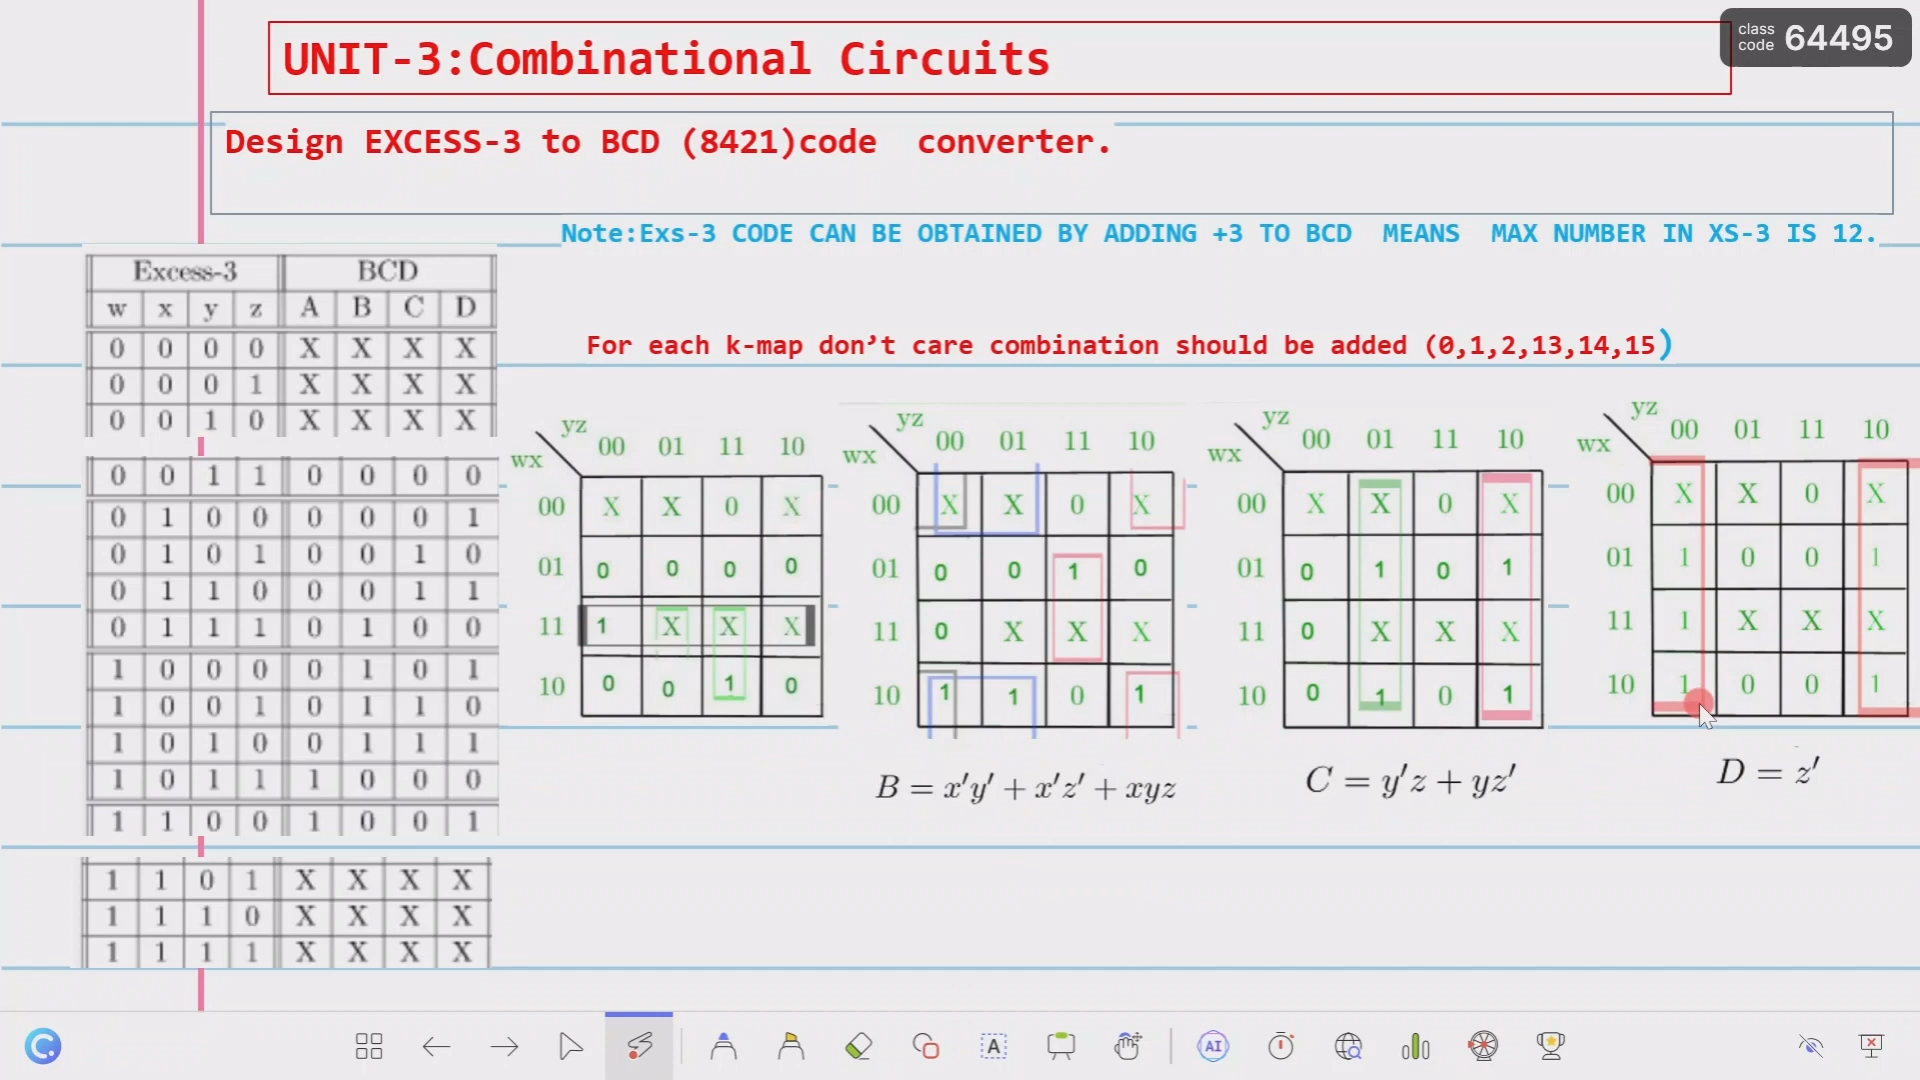 class code 64495
UNIT-3:Combinational Circuits
Design EXCESS-3 to BCD (8421)code converter.
Note:Exs-3 CODE CAN BE OBTAINED BY ADDING +3 TO BCD MEANS MAX NUMBER IN XS-3 IS 12.
For each k-map don’t care combination should be added (0,1,2,13,14,15)
Excess-3 BCD
w x y z A B C D
0 0 0 0 X X X X
0 0 0 1 X X X X
0 0 1 0 X X X X
0 0 1 1 0 0 0 0
0 1 0 0 0 0 0 1
0 1 0 1 0 0 1 0
0 1 1 0 0 0 1 1
0 1 1 1 0 1 0 0
1 0 0 0 0 1 0 1
1 0 0 1 0 1 1 0
1 0 1 0 0 1 1 1
1 0 1 1 1 0 0 0
1 1 0 0 1 0 0 1
1 1 0 1 X X X X
1 1 1 0 X X X X
1 1 1 1 X X X X
yz
wx 00 01 11 10
00 X X 0 X
01 0 0 0 0
11 1 X X X
10 0 0 1 0
yz
wx 00 01 11 10
00 X X 0 X
01 0 0 1 0
11 0 X X X
10 1 1 0 1
B = x'y' + x'z' + xyz
yz
wx 00 01 11 10
00 X X 0 X
01 0 1 0 1
11 0 X X X
10 0 1 0 1
C = y'z + yz'
yz
wx 00 01 11 10
00 X X 0 X
01 1 0 0 1
11 1 X X X
10 1 0 0 1
D = z'
A
AI